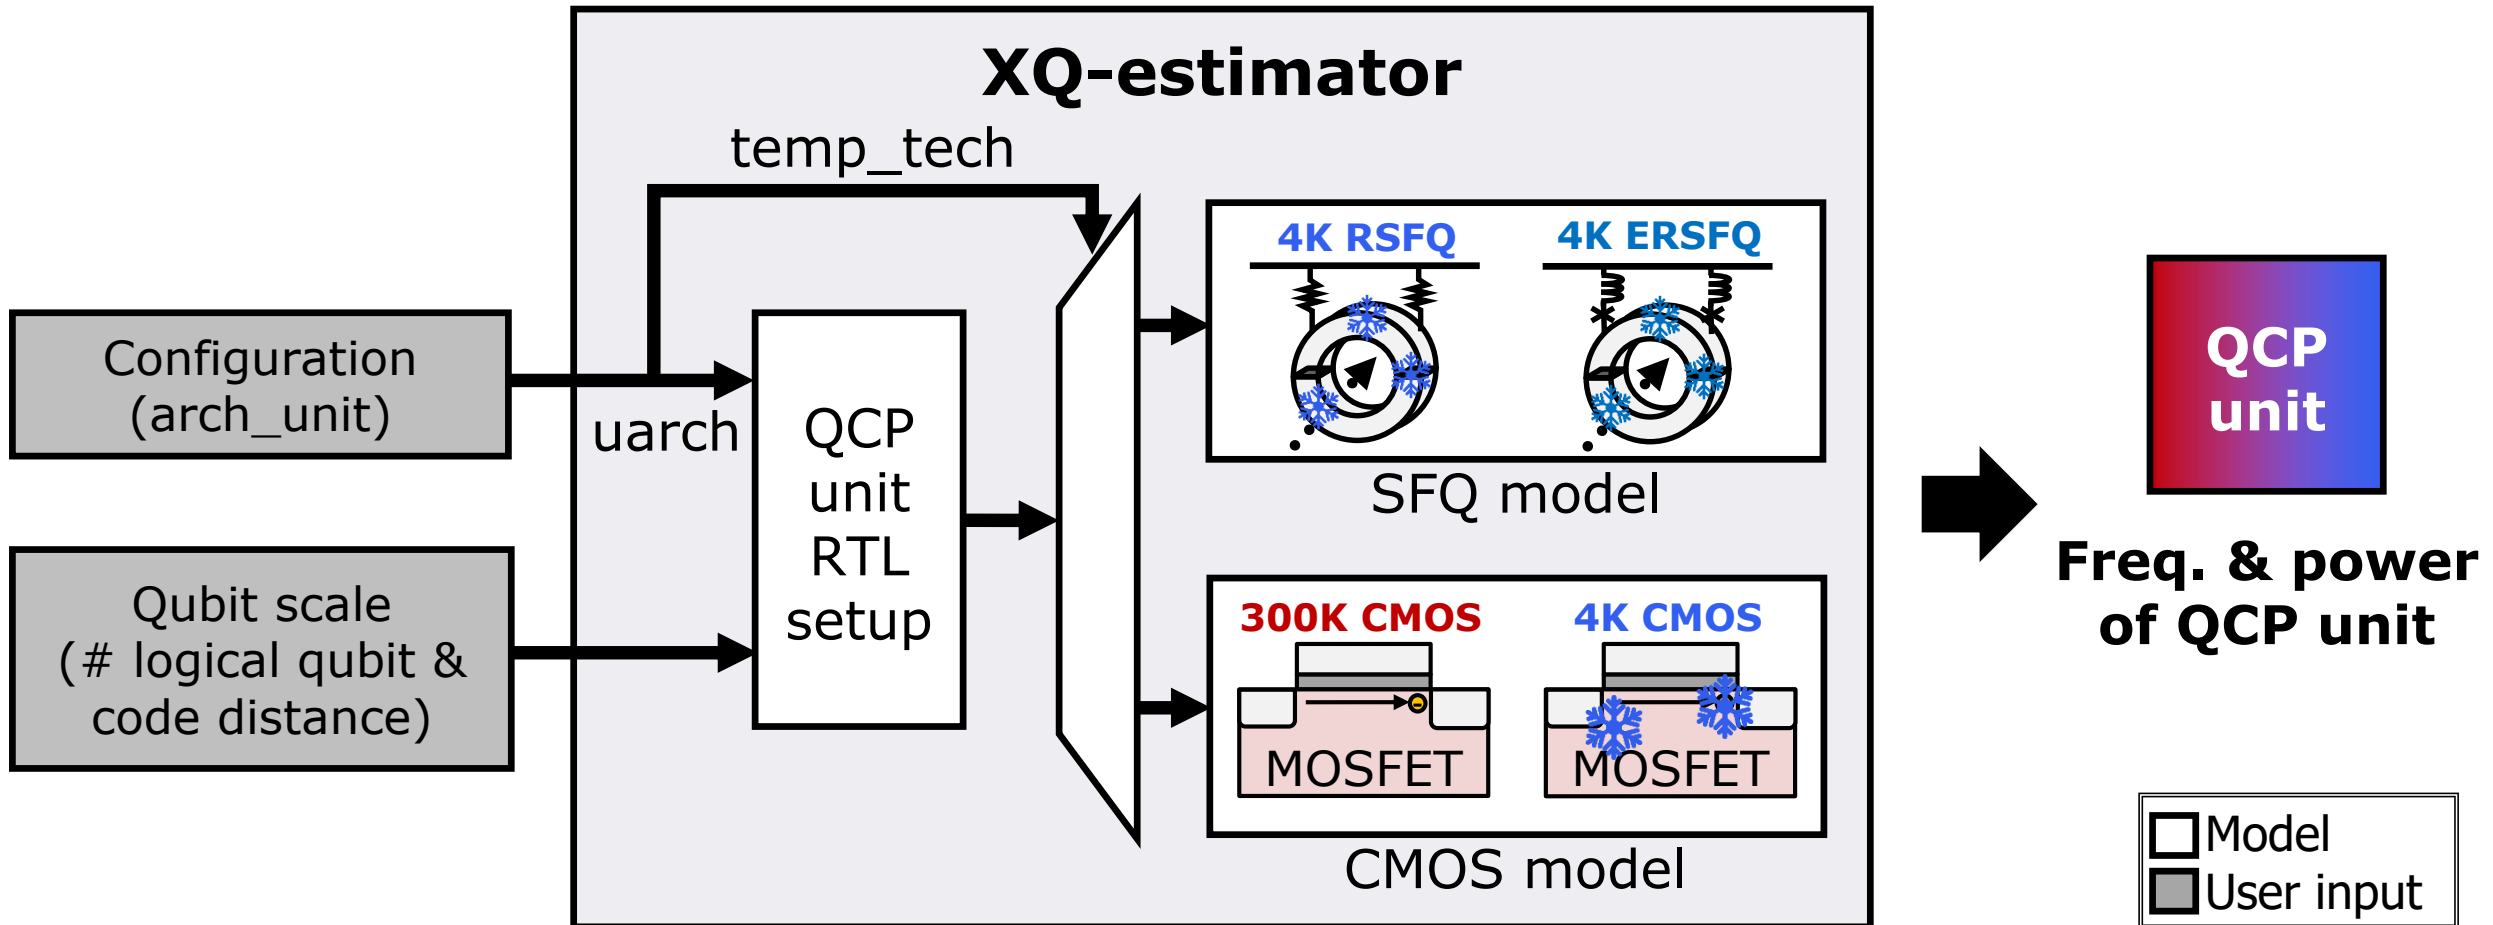 XQ-estimator
temp_tech
Configuration
(arch_unit)
uarch
Qubit scale
(# logical qubit &
code distance)
QCP
unit
RTL
setup
4K RSFQ
4K ERSFQ
SFQ model
300K CMOS
4K CMOS
MOSFET
MOSFET
CMOS model
QCP
unit
Freq. & power
of QCP unit
Model
User input